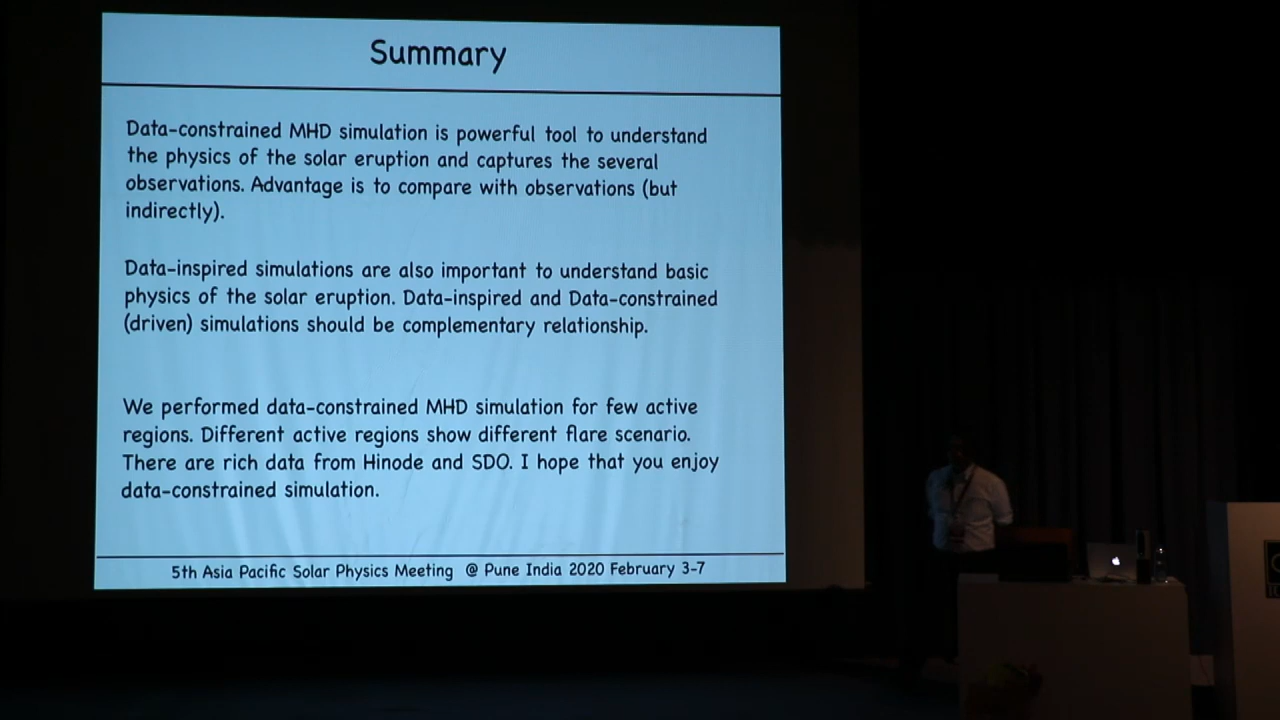 Summary
Data-constrained MHD simulation is powerful tool to understand
the physics of the solar eruption and captures the several
observations. Advantage is to compare with observations (but
indirectly).
Data-inspired simulations are also important to understand basic
physics of the solar eruption. Data-inspired and Data-constrained
(driven) simulations should be complementary relationship.
We performed data-constrained MHD simulation for few active
regions. Different active regions show different flare scenario.
There are rich data from Hinode and SDO. I hope that you enjoy
data-constrained simulation.
5th Asia Pacific Solar Physics Meeting @ Pune India 2020 February 3-7